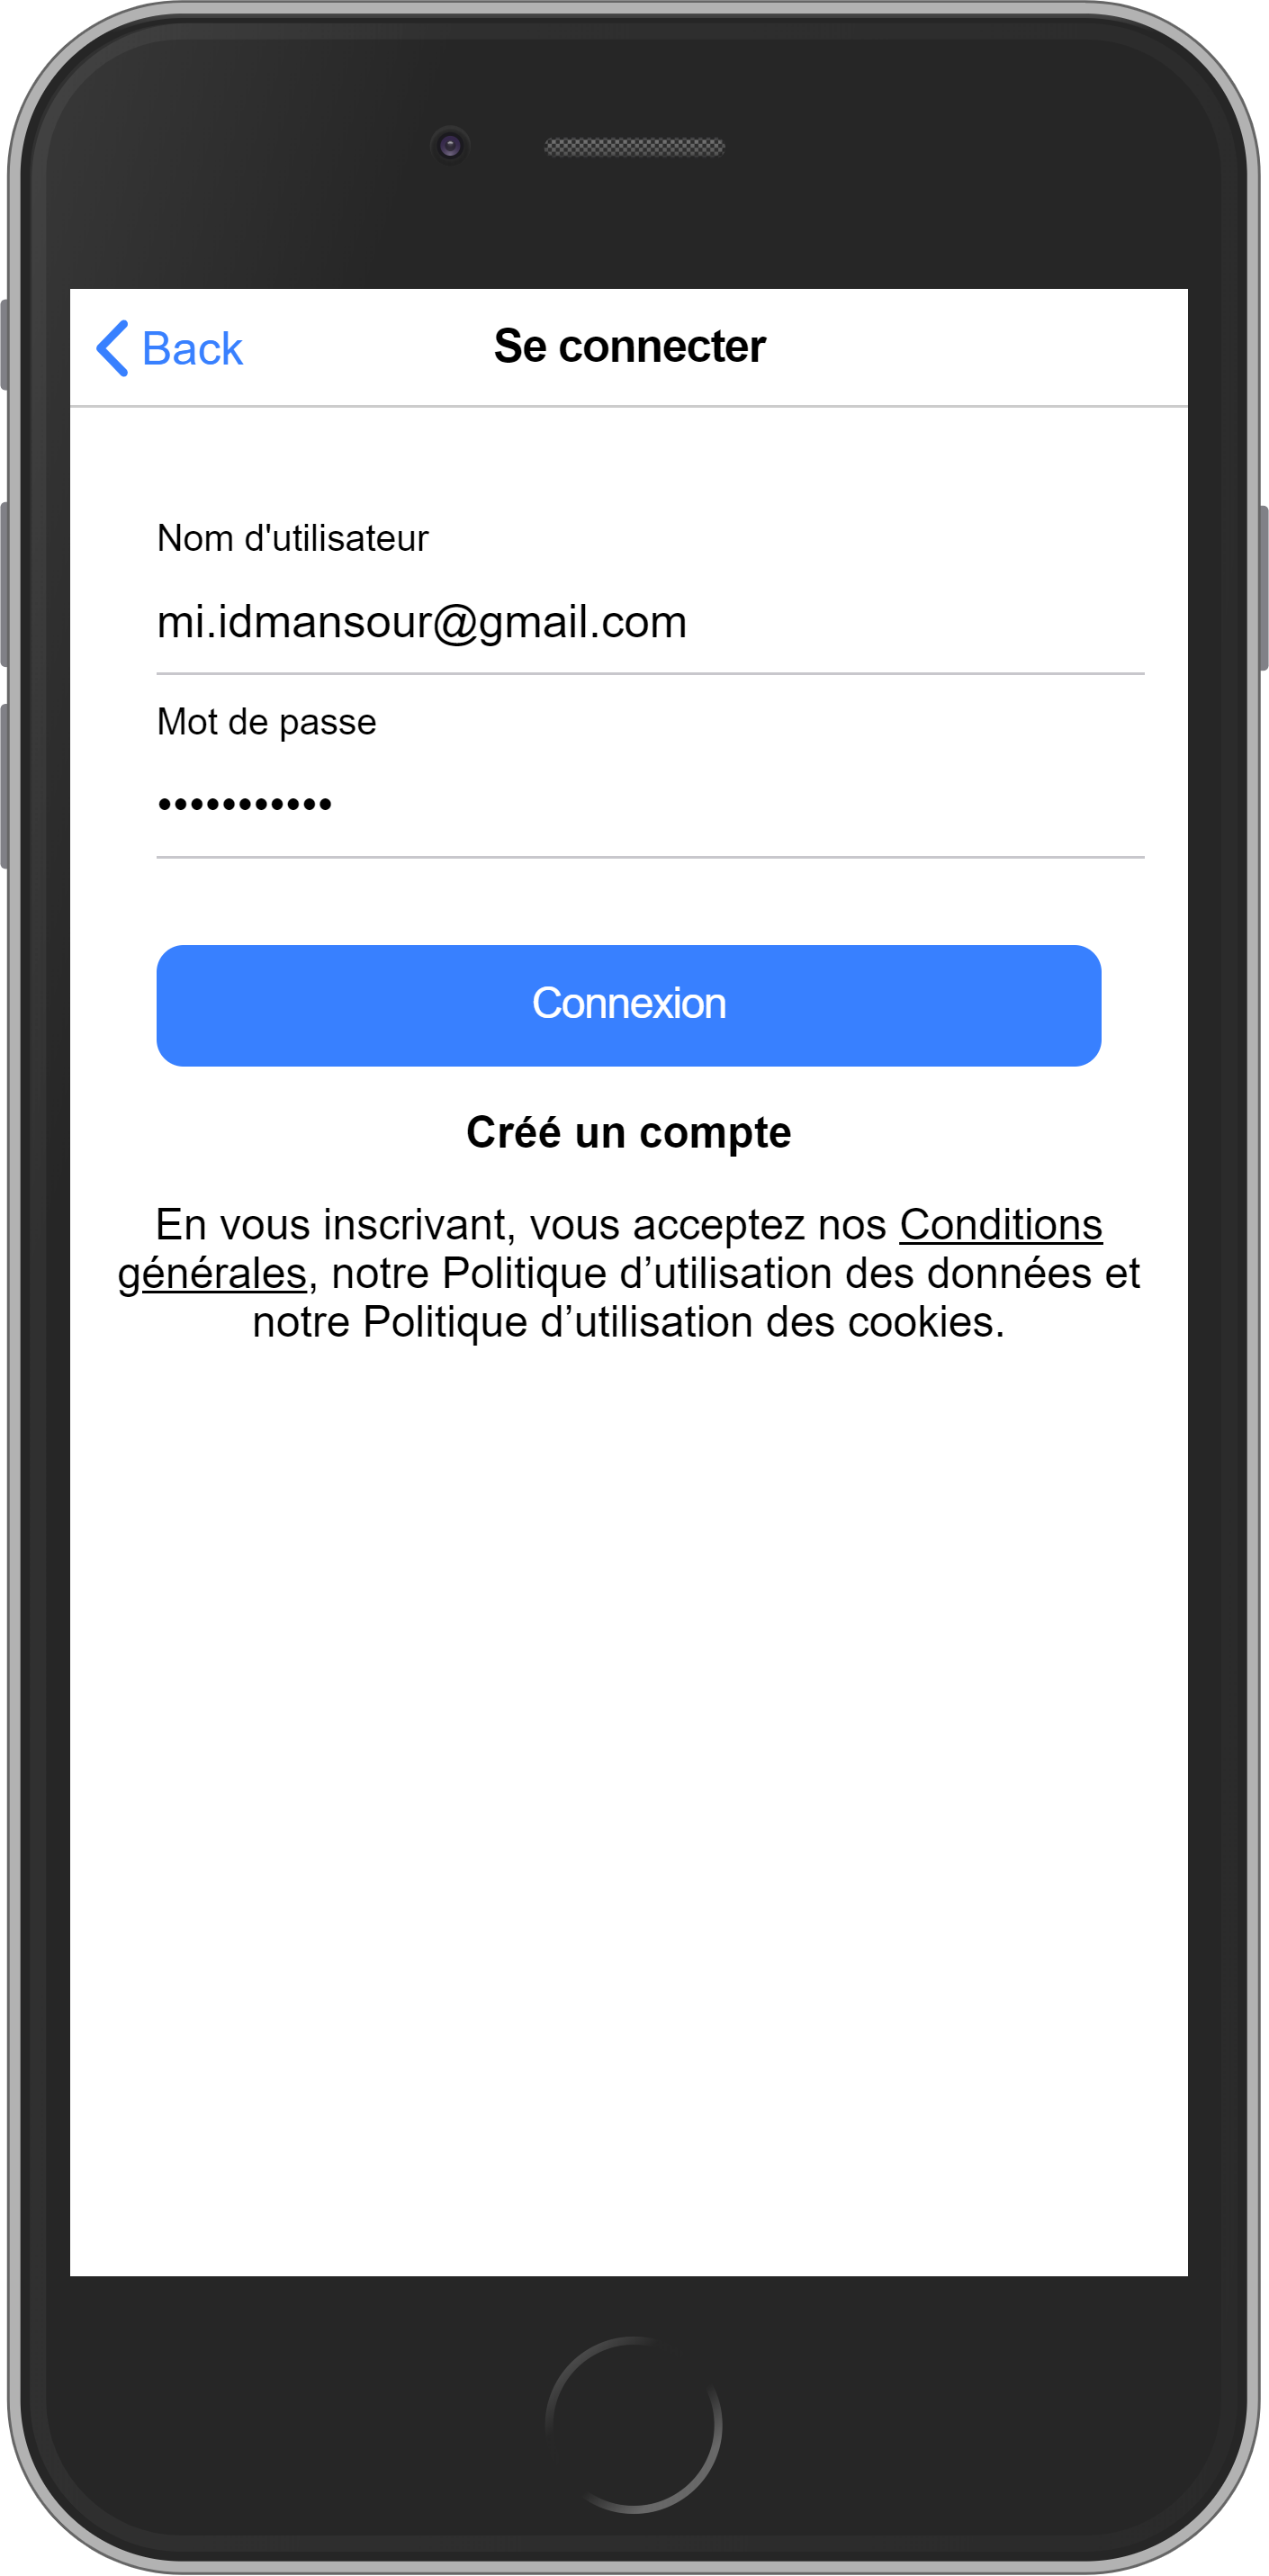 Back
Se connecter
Nom d'utilisateur
mi.idmansour@gmail.com
Mot de passe
•••••••••••
Connexion
Créé un compte
En vous inscrivant, vous acceptez nos Conditions
générales, notre Politique d’utilisation des données et
notre Politique d’utilisation des cookies.